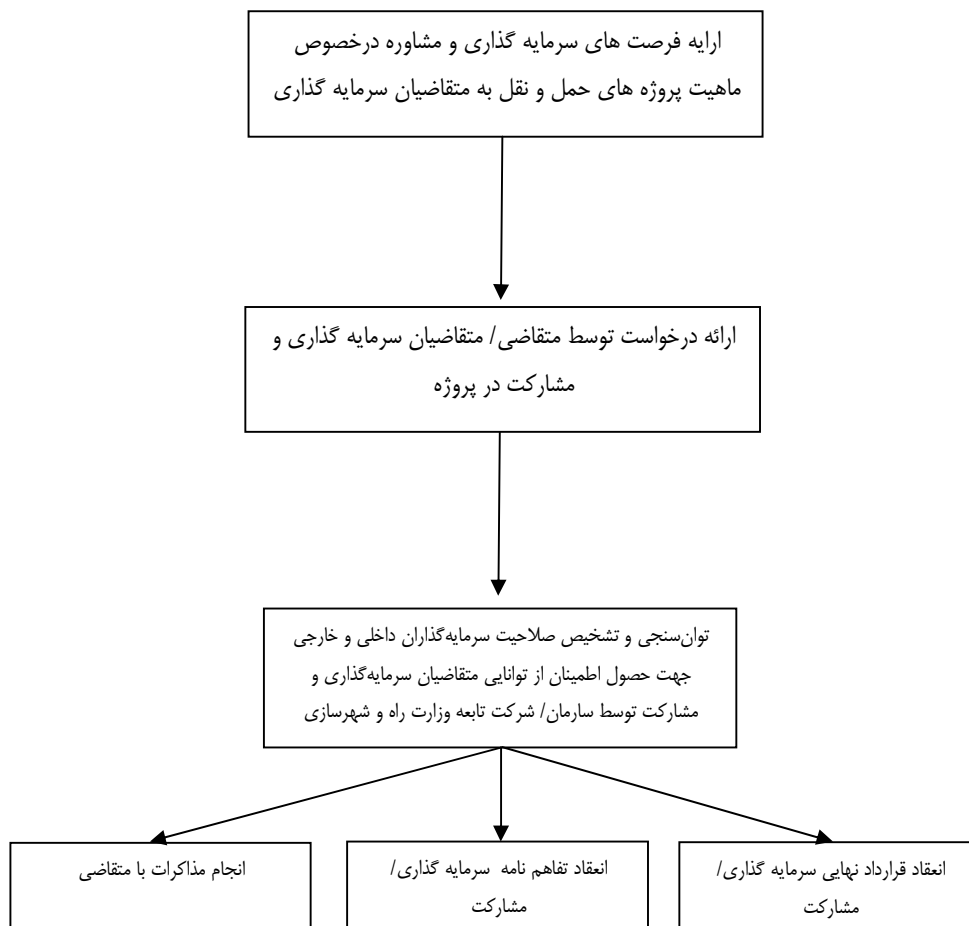 ارایه فرصت های سرمایه گذاری و مشاوره درخصوص
ماهیت پروژه های حمل و نقل به متقاضیان سرمایه گذاری
ارائه درخواست توسط متقاضی/ متقاضیان سرمایه گذاری و
مشارکت در پروژه
توان‌سنجی و تشخیص صلاحیت سرمایه‌گذاران داخلی و خارجی
جهت حصول اطمینان از توانایی متقاضیان سرمایه‌گذاری و
مشارکت توسط سارمان/ شرکت تابعه وزارت راه و شهرسازی
انعقاد قرارداد نهایی سرمایه گذاری/
مشارکت
انعقاد تفاهم نامه سرمایه گذاری/
مشارکت
انجام مذاکرات با متقاضی